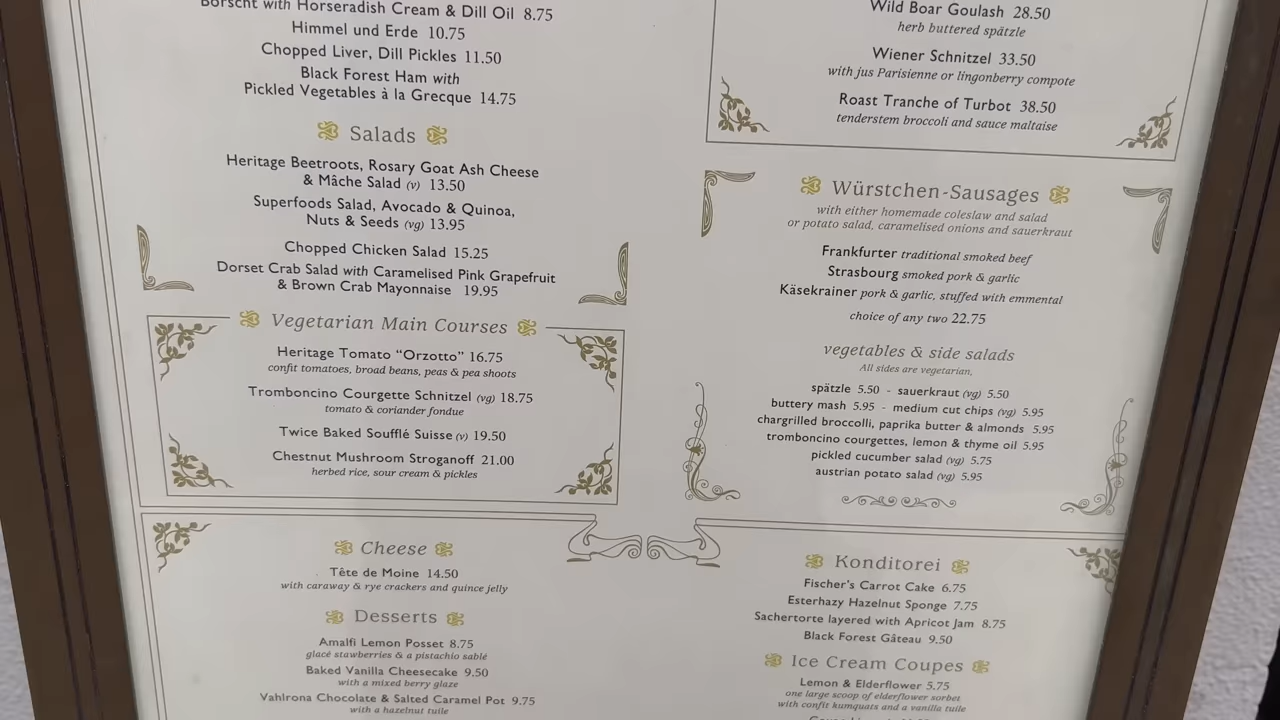 Borscht with Horseradish Cream & Dill Oil 8.75
Himmel und Erde 10.75
Chopped Liver, Dill Pickles 11.50
Black Forest Ham with
Pickled Vegetables à la Grecque 14.75
Salads
Heritage Beetroots, Rosary Goat Ash Cheese
& Mâche Salad (v) 13.50
Superfoods Salad, Avocado & Quinoa,
Nuts & Seeds (vg) 13.95
Chopped Chicken Salad 15.25
Dorset Crab Salad with Caramelised Pink Grapefruit
& Brown Crab Mayonnaise 19.95
Vegetarian Main Courses
Heritage Tomato “Orzotto” 16.75
confit tomatoes, broad beans, peas & pea shoots
Tromboncino Courgette Schnitzel (vg) 18.75
tomato & coriander fondue
Twice Baked Soufflé Suisse (v) 19.50
Chestnut Mushroom Stroganoff 21.00
herbed rice, sour cream & pickles
Cheese
Tête de Moine 14.50
with caraway & rye crackers and quince jelly
Desserts
Amalfi Lemon Posset 8.75
glacé stawberries & a pistachio sablé
Baked Vanilla Cheesecake 9.50
with a mixed berry glaze
Vahlrona Chocolate & Salted Caramel Pot 9.75
with a hazelnut tuile
Wild Boar Goulash 28.50
herb buttered spätzle
Wiener Schnitzel 33.50
with jus Parisienne or lingonberry compote
Roast Tranche of Turbot 38.50
tenderstem broccoli and sauce maltaise
Würstchen-Sausages
with either homemade coleslaw and salad
or potato salad, caramelised onions and sauerkraut
Frankfurter traditional smoked beef
Strasbourg smoked pork & garlic
Käsekrainer pork & garlic, stuffed with emmental
choice of any two 22.75
vegetables & side salads
All sides are vegetarian,
spätzle 5.50 - sauerkraut (vg) 5.50
buttery mash 5.95 - medium cut chips (vg) 5.95
chargrilled broccolli, paprika butter & almonds 5.95
tromboncino courgettes, lemon & thyme oil 5.95
pickled cucumber salad (vg) 5.75
austrian potato salad (vg) 5.95
Konditorei
Fischer's Carrot Cake 6.75
Esterhazy Hazelnut Sponge 7.75
Sachertorte layered with Apricot Jam 8.75
Black Forest Gâteau 9.50
Ice Cream Coupes
Lemon & Elderflower 5.75
one large scoop of elderflower sorbet
with confit kumquats and a vanilla tuile